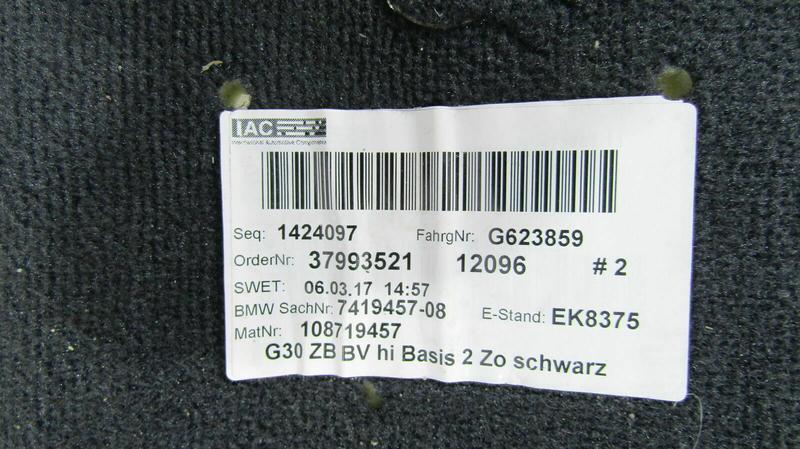 IAC
International Automotive Components
Seq: 1424097 FahrgNr: G623859
OrderNr: 37993521 12096 # 2
SWET: 06.03.17 14:57
BMW SachNr: 7419457-08 E-Stand: EK8375
MatNr: 108719457
G30 ZB BV hi Basis 2 Zo schwarz